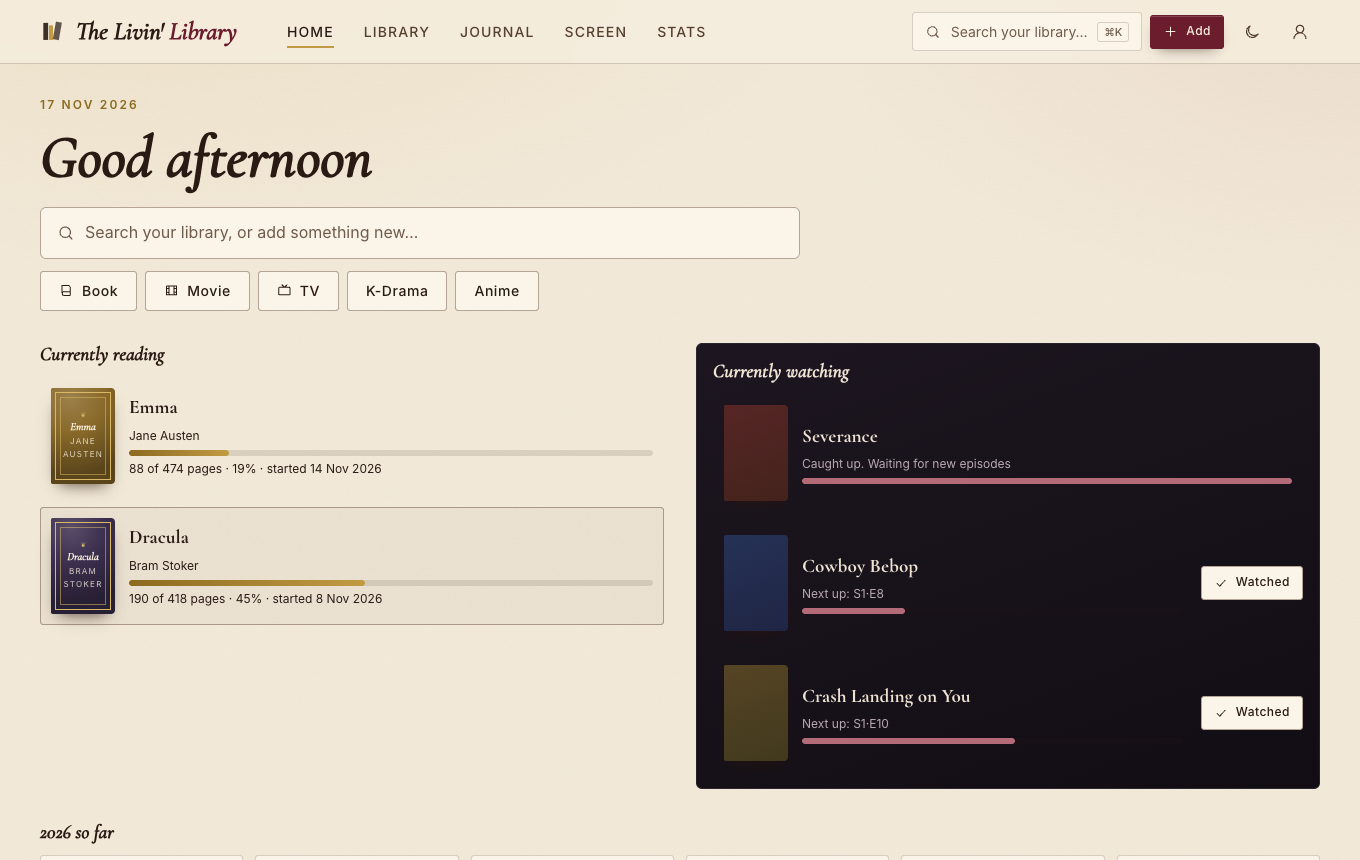 The Livin' Library
HOME
LIBRARY
JOURNAL
SCREEN
STATS
Search your library...
⌘K
Add
17 NOV 2026
Good afternoon
Search your library, or add something new...
Book
Movie
TV
K-Drama
Anime
Currently reading
Emma
JANE
AUSTEN
Emma
Jane Austen
88 of 474 pages · 19% · started 14 Nov 2026
Dracula
BRAM
STOKER
Dracula
Bram Stoker
190 of 418 pages · 45% · started 8 Nov 2026
Currently watching
Severance
Caught up. Waiting for new episodes
Cowboy Bebop
Next up: S1·E8
Watched
Crash Landing on You
Next up: S1·E10
Watched
2026 so far